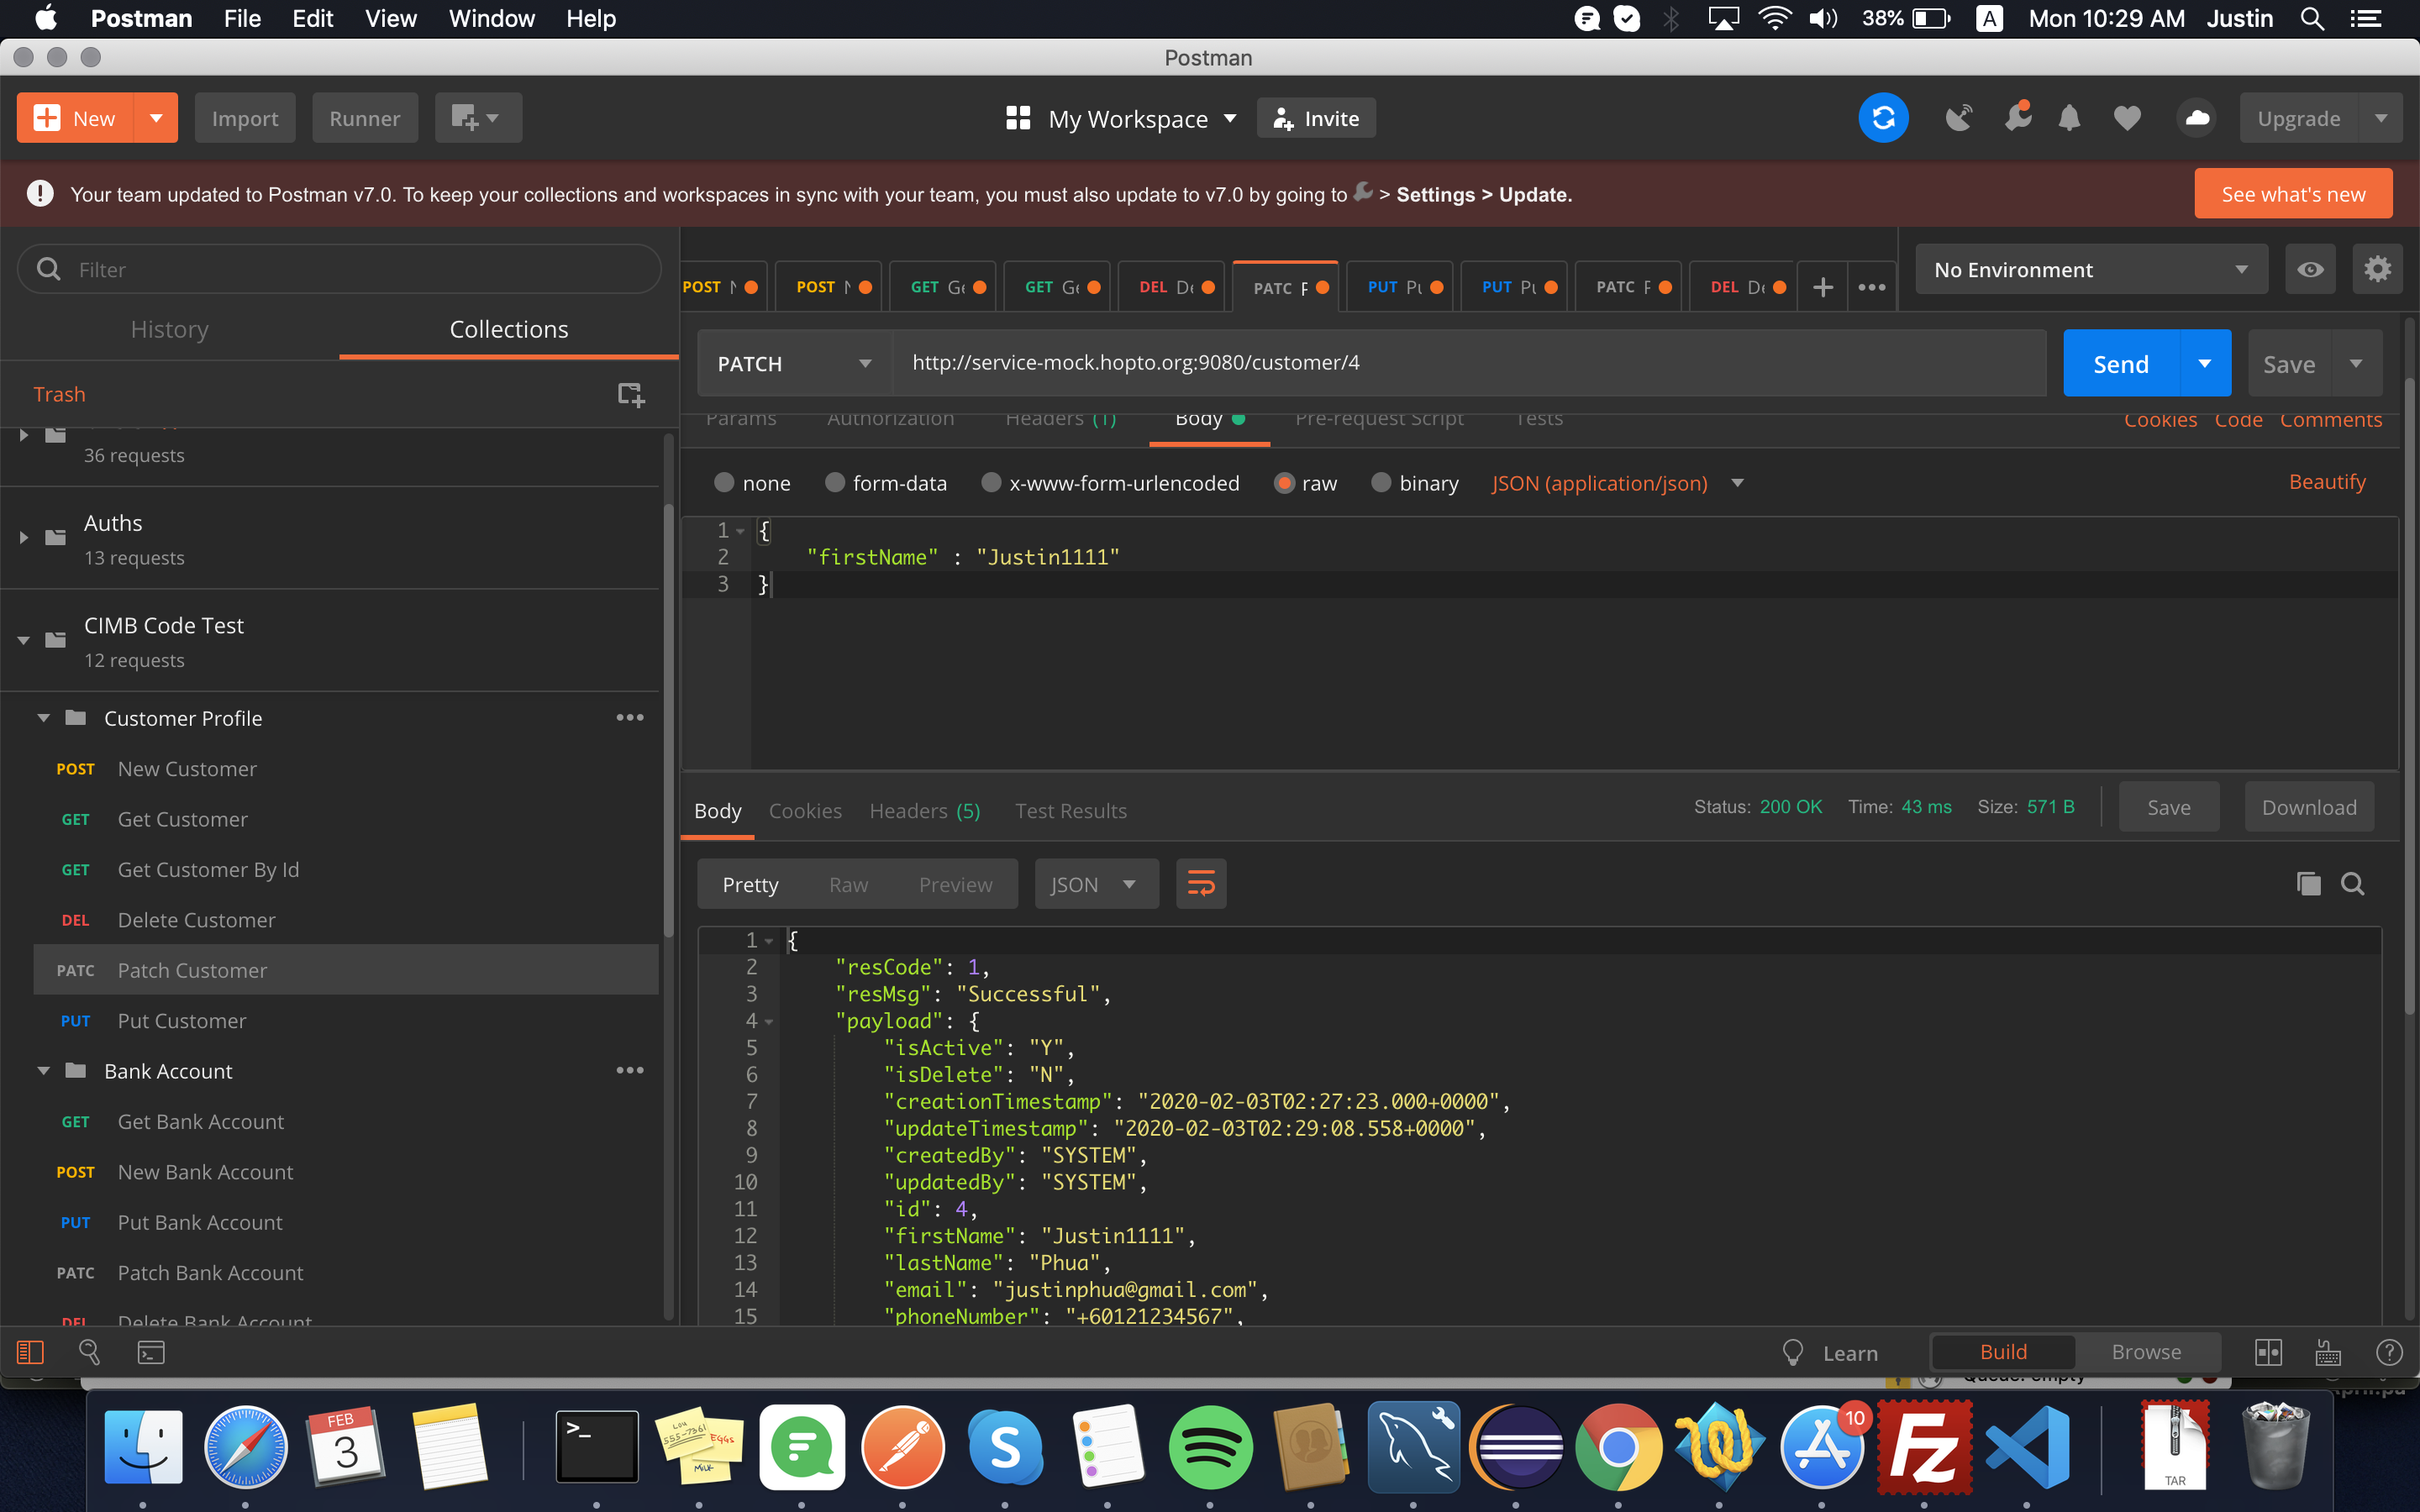 Postman File Edit View Window Help 38% A Mon 10:29 AM Justin
Postman
New Import Runner My Workspace Invite Upgrade
Your team updated to Postman v7.0. To keep your collections and workspaces in sync with your team, you must also update to v7.0 by going to > Settings > Update. See what's new
Filter
History Collections
Trash
36 requests
Auths
13 requests
CIMB Code Test
12 requests
Customer Profile
POST New Customer
GET Get Customer
GET Get Customer By Id
DEL Delete Customer
PATC Patch Customer
PUT Put Customer
Bank Account
GET Get Bank Account
POST New Bank Account
PUT Put Bank Account
PATC Patch Bank Account
DEL Delete Bank Account
POST POST GET GET DEL PATC PUT PUT PATC DEL
No Environment
PATCH http://service-mock.hopto.org:9080/customer/4 Send Save
Params Authorization Headers (1) Body Pre-request Script Tests Cookies Code Comments
none form-data x-www-form-urlencoded raw binary JSON (application/json) Beautify
1 {
2 "firstName" : "Justin1111"
3 }
Body Cookies Headers (5) Test Results Status: 200 OK Time: 43 ms Size: 571 B Save Download
Pretty Raw Preview JSON
1 {
2 "resCode": 1,
3 "resMsg": "Successful",
4 "payload": {
5 "isActive": "Y",
6 "isDelete": "N",
7 "creationTimestamp": "2020-02-03T02:27:23.000+0000",
8 "updateTimestamp": "2020-02-03T02:29:08.558+0000",
9 "createdBy": "SYSTEM",
10 "updatedBy": "SYSTEM",
11 "id": 4,
12 "firstName": "Justin1111",
13 "lastName": "Phua",
14 "email": "justinphua@gmail.com",
15 "phoneNumber": "+60121234567",
Learn Build Browse
Queue: empty
FEB
3
>_
EGGS
MILK
S
10
Fz
TAR